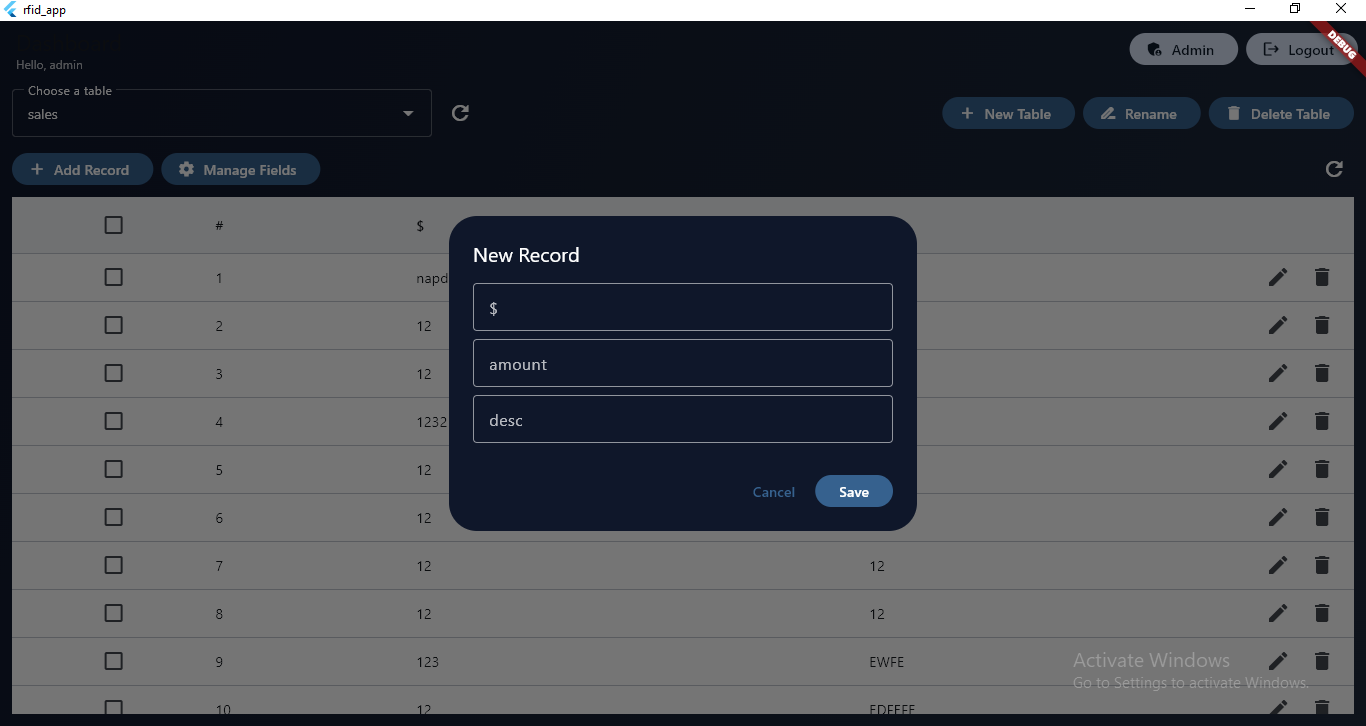 rfid_app
Admin
Logout
DEBUG
Hello, admin
Choose a table
sales
New Table
Rename
Delete Table
Add Record
Manage Fields
# $
1 napd
2 12
3 12
4 1232
5 12
6 12
7 12 12
8 12 12
9 123 EWFE
10 12 EDFEFE
New Record
$
amount
desc
Cancel
Save
Activate Windows
Go to Settings to activate Windows.